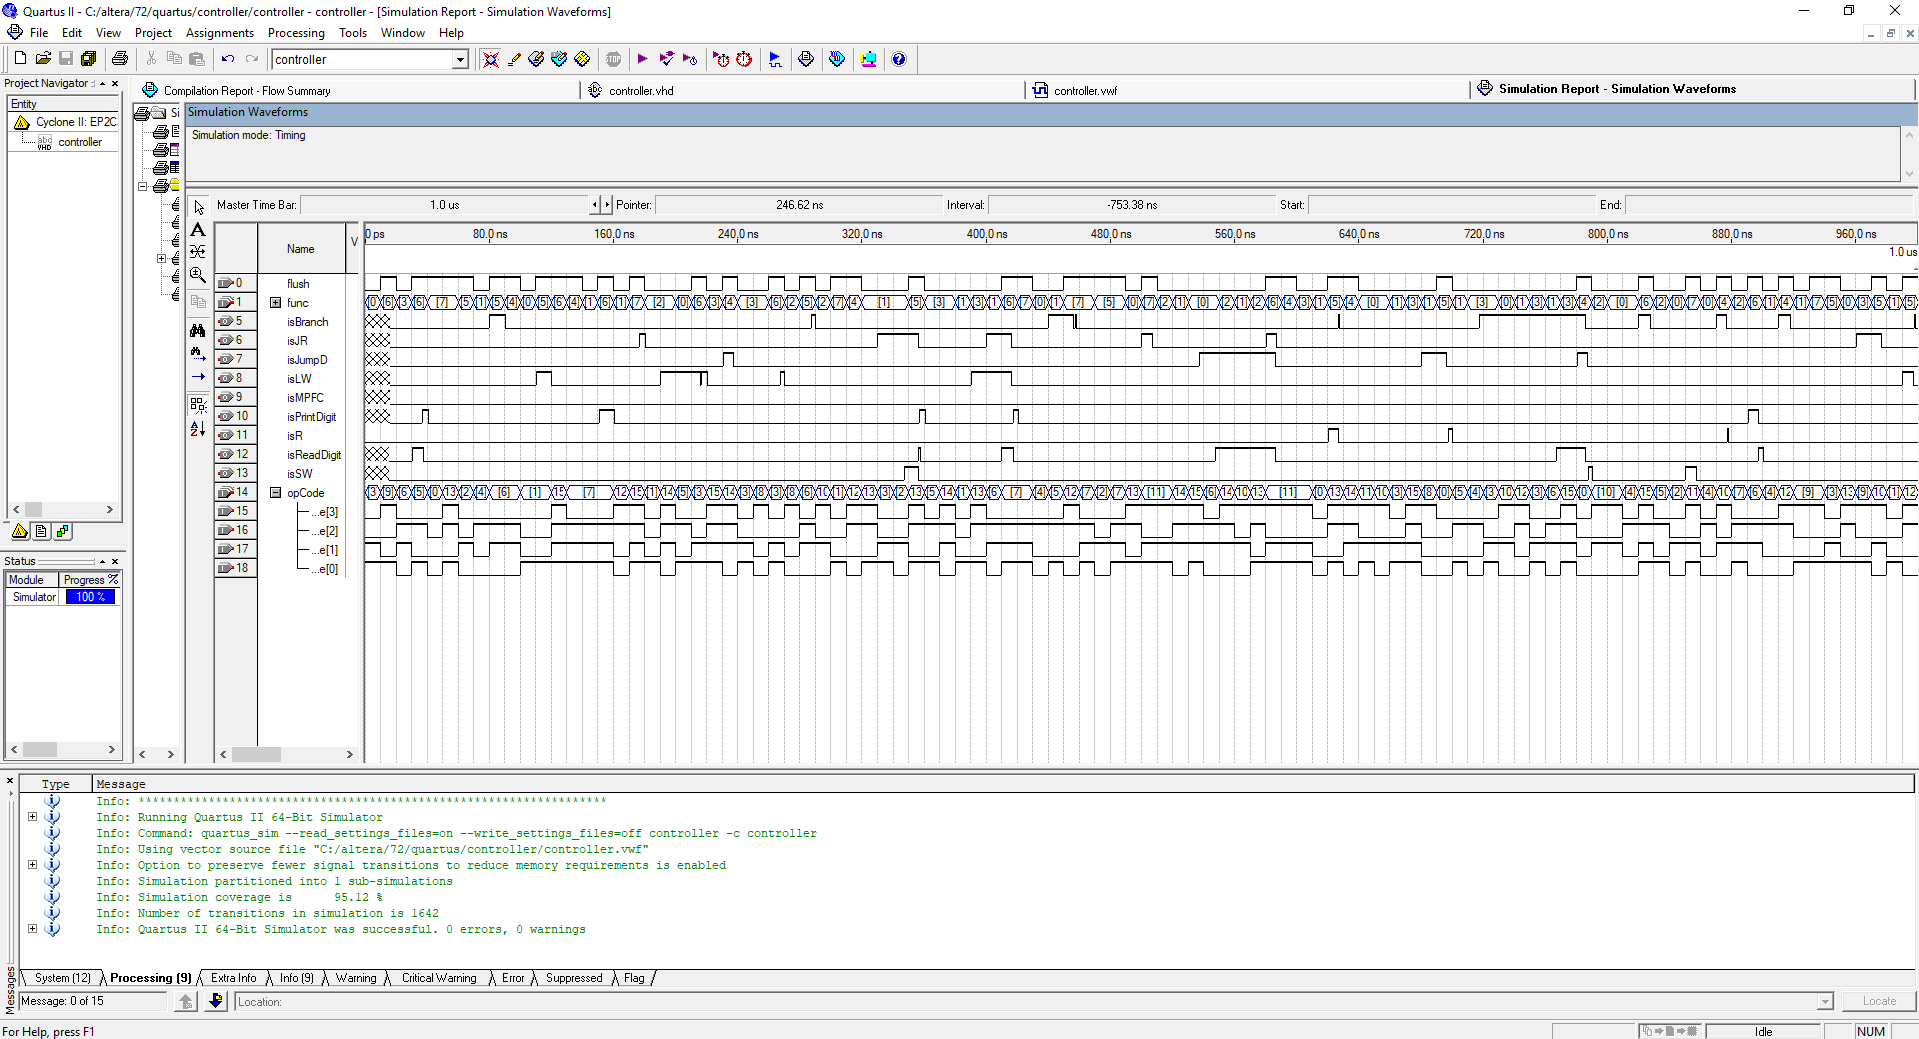 Quartus II - C:/altera/72/quartus/controller/controller - controller - [Simulation Report - Simulation Waveforms]
File Edit View Project Assignments Processing Tools Window Help
controller
Project Navigator
Entity
Cyclone II: EP2C
controller
Compilation Report - Flow Summary
controller.vhd
controller.vwf
Simulation Report - Simulation Waveforms
Simulation Waveforms
Simulation mode: Timing
Master Time Bar: 1.0 us Pointer: 246.62 ns Interval: -753.38 ns Start: End:
Name
0 ps 80.0 ns 160.0 ns 240.0 ns 320.0 ns 400.0 ns 480.0 ns 560.0 ns 640.0 ns 720.0 ns 800.0 ns 880.0 ns 960.0 ns
1.0 us
0 flush
1 func
5 isBranch
6 isJR
7 isJumpD
8 isLW
9 isMPFC
10 isPrintDigit
11 isR
12 isReadDigit
13 isSW
14 opCode
15 ...e[3]
16 ...e[2]
17 ...e[1]
18 ...e[0]
Status
Module Progress %
Simulator 100 %
Type Message
Info: *******************************************************************
Info: Running Quartus II 64-Bit Simulator
Info: Command: quartus_sim --read_settings_files=on --write_settings_files=off controller -c controller
Info: Using vector source file "C:/altera/72/quartus/controller/controller.vwf"
Info: Option to preserve fewer signal transitions to reduce memory requirements is enabled
Info: Simulation partitioned into 1 sub-simulations
Info: Simulation coverage is 95.12 %
Info: Number of transitions in simulation is 1642
Info: Quartus II 64-Bit Simulator was successful. 0 errors, 0 warnings
System (12) Processing (9) Extra Info Info (9) Warning Critical Warning Error Suppressed Flag
Messages
Message: 0 of 15 Location: Locate
For Help, press F1 Idle NUM